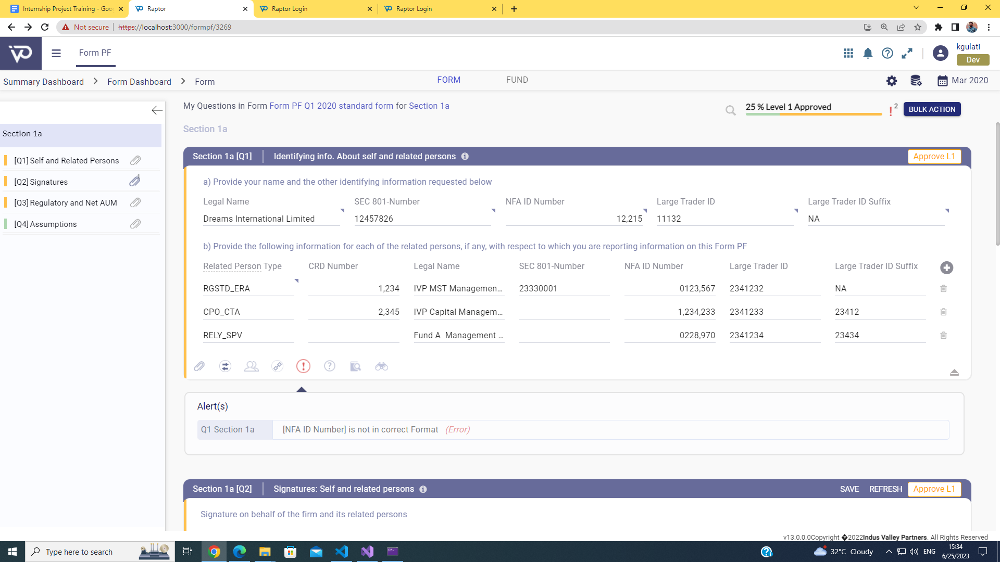 Internship Project Training - Goo
Raptor
Raptor Login
Raptor Login
Not secure
https://localhost:3000/formpf/3269
Form PF
kgulati
Dev
Summary Dashboard > Form Dashboard > Form
FORM
FUND
Mar 2020
My Questions in Form Form PF Q1 2020 standard form for Section 1a
25 % Level 1 Approved
! 2
BULK ACTION
Section 1a
Section 1a
[Q1] Self and Related Persons
[Q2] Signatures
1
[Q3] Regulatory and Net AUM
[Q4] Assumptions
Section 1a [Q1]
Identifying info. About self and related persons
Approve L1
a) Provide your name and the other identifying information requested below
Legal Name SEC 801-Number NFA ID Number Large Trader ID Large Trader ID Suffix
Dreams International Limited 12457826 12,215 11132 NA
b) Provide the following information for each of the related persons, if any, with respect to which you are reporting information on this Form PF
Related Person Type CRD Number Legal Name SEC 801-Number NFA ID Number Large Trader ID Large Trader ID Suffix
RGSTD_ERA 1,234 IVP MST Managemen... 23330001 0123,567 2341232 NA
CPO_CTA 2,345 IVP Capital Managem... 1,234,233 2341233 23412
RELY_SPV Fund A Management ... 0228,970 2341234 23434
Alert(s)
Q1 Section 1a [NFA ID Number] is not in correct Format (Error)
Section 1a [Q2]
Signatures: Self and related persons
SAVE
REFRESH
Approve L1
Signature on behalf of the firm and its related persons
v13.0.0.0Copyright �2022Indus Valley Partners. All Rights Reserved
Type here to search
32°C Cloudy
ENG
15:34
6/25/2023